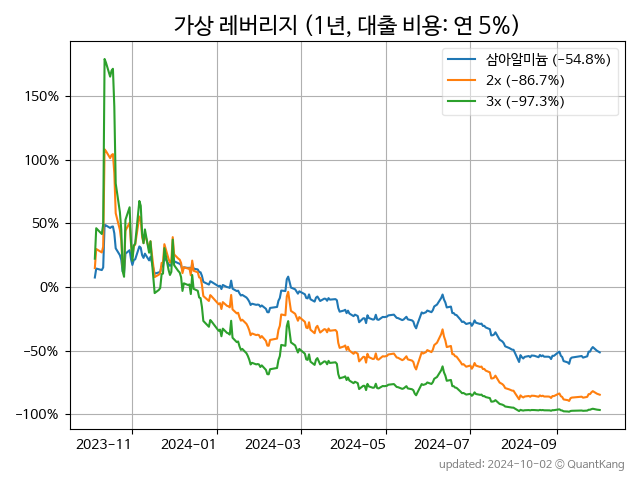 가상 레버리지 (1년, 대출 비용: 연 5%)
삼아알미늄 (−54.8%)
2x (−86.7%)
3x (−97.3%)
150%
100%
50%
0%
−50%
−100%
2023-11
2024-01
2024-03
2024-05
2024-07
2024-09
updated: 2024-10-02 © QuantKang